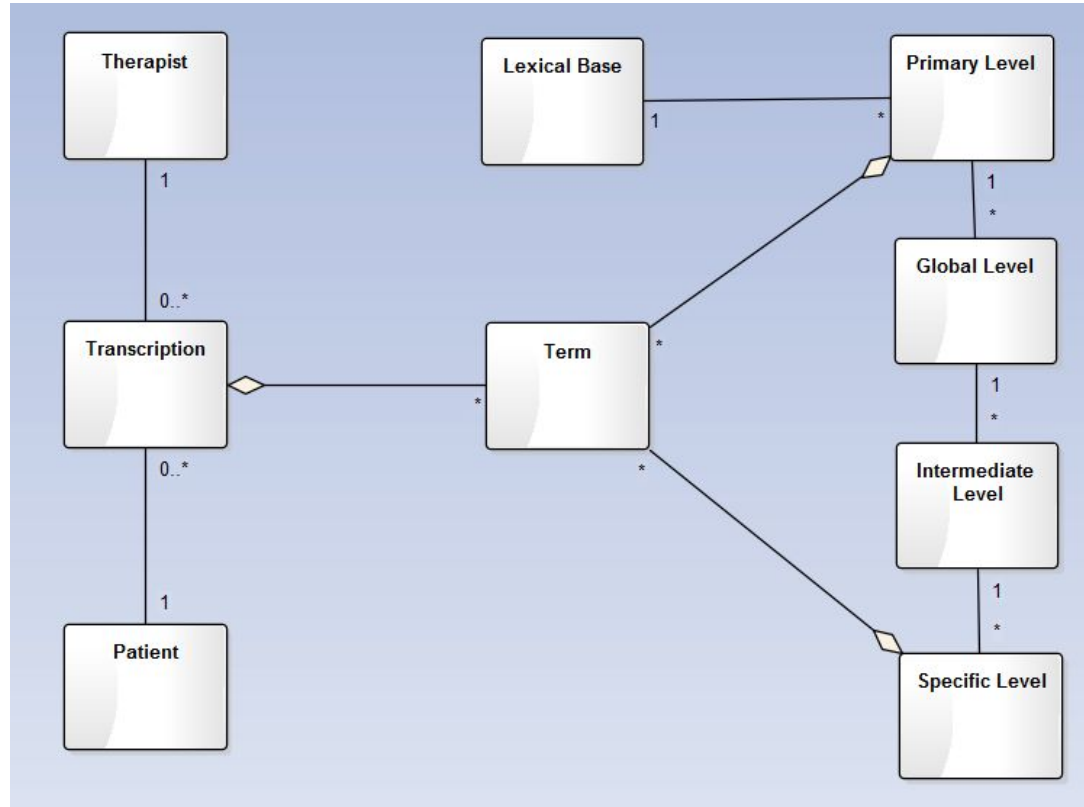 Therapist
Lexical Base
Primary Level
1
*
1
1
*
0..*
Global Level
Transcription
Term
*
*
1
*
0..*
*
Intermediate
Level
1
1
*
Patient
Specific Level